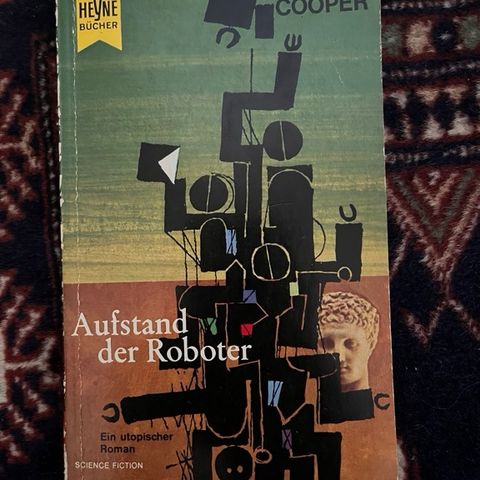 HEYNE
BÜCHER
COOPER
Aufstand
der Roboter
Ein utopischer
Roman
SCIENCE FICTION